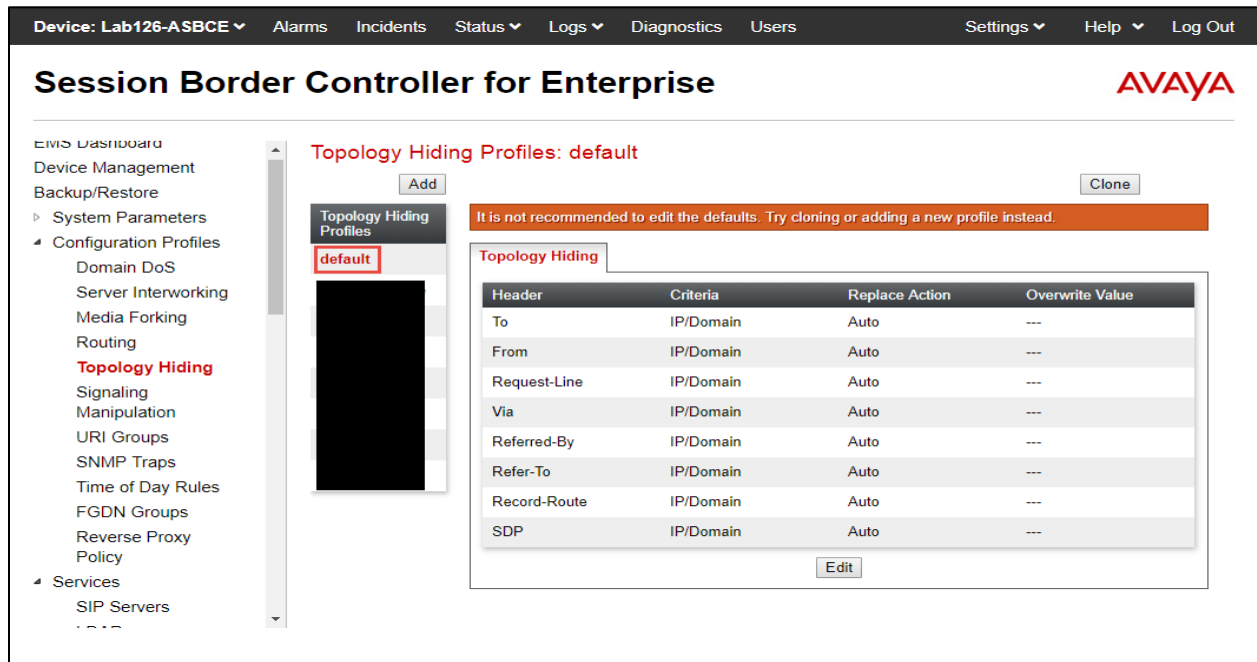 Device: Lab126-ASBCE Alarms Incidents Status Logs Diagnostics Users Settings Help Log Out
Session Border Controller for Enterprise
AVAYA
EMS Dashboard
Device Management
Backup/Restore
System Parameters
Configuration Profiles
Domain DoS
Server Interworking
Media Forking
Routing
Topology Hiding
Signaling
Manipulation
URI Groups
SNMP Traps
Time of Day Rules
FGDN Groups
Reverse Proxy
Policy
Services
SIP Servers
Topology Hiding Profiles: default
Add
Clone
Topology Hiding
Profiles
default
It is not recommended to edit the defaults. Try cloning or adding a new profile instead.
Topology Hiding
Header Criteria Replace Action Overwrite Value
To IP/Domain Auto ---
From IP/Domain Auto ---
Request-Line IP/Domain Auto ---
Via IP/Domain Auto ---
Referred-By IP/Domain Auto ---
Refer-To IP/Domain Auto ---
Record-Route IP/Domain Auto ---
SDP IP/Domain Auto ---
Edit